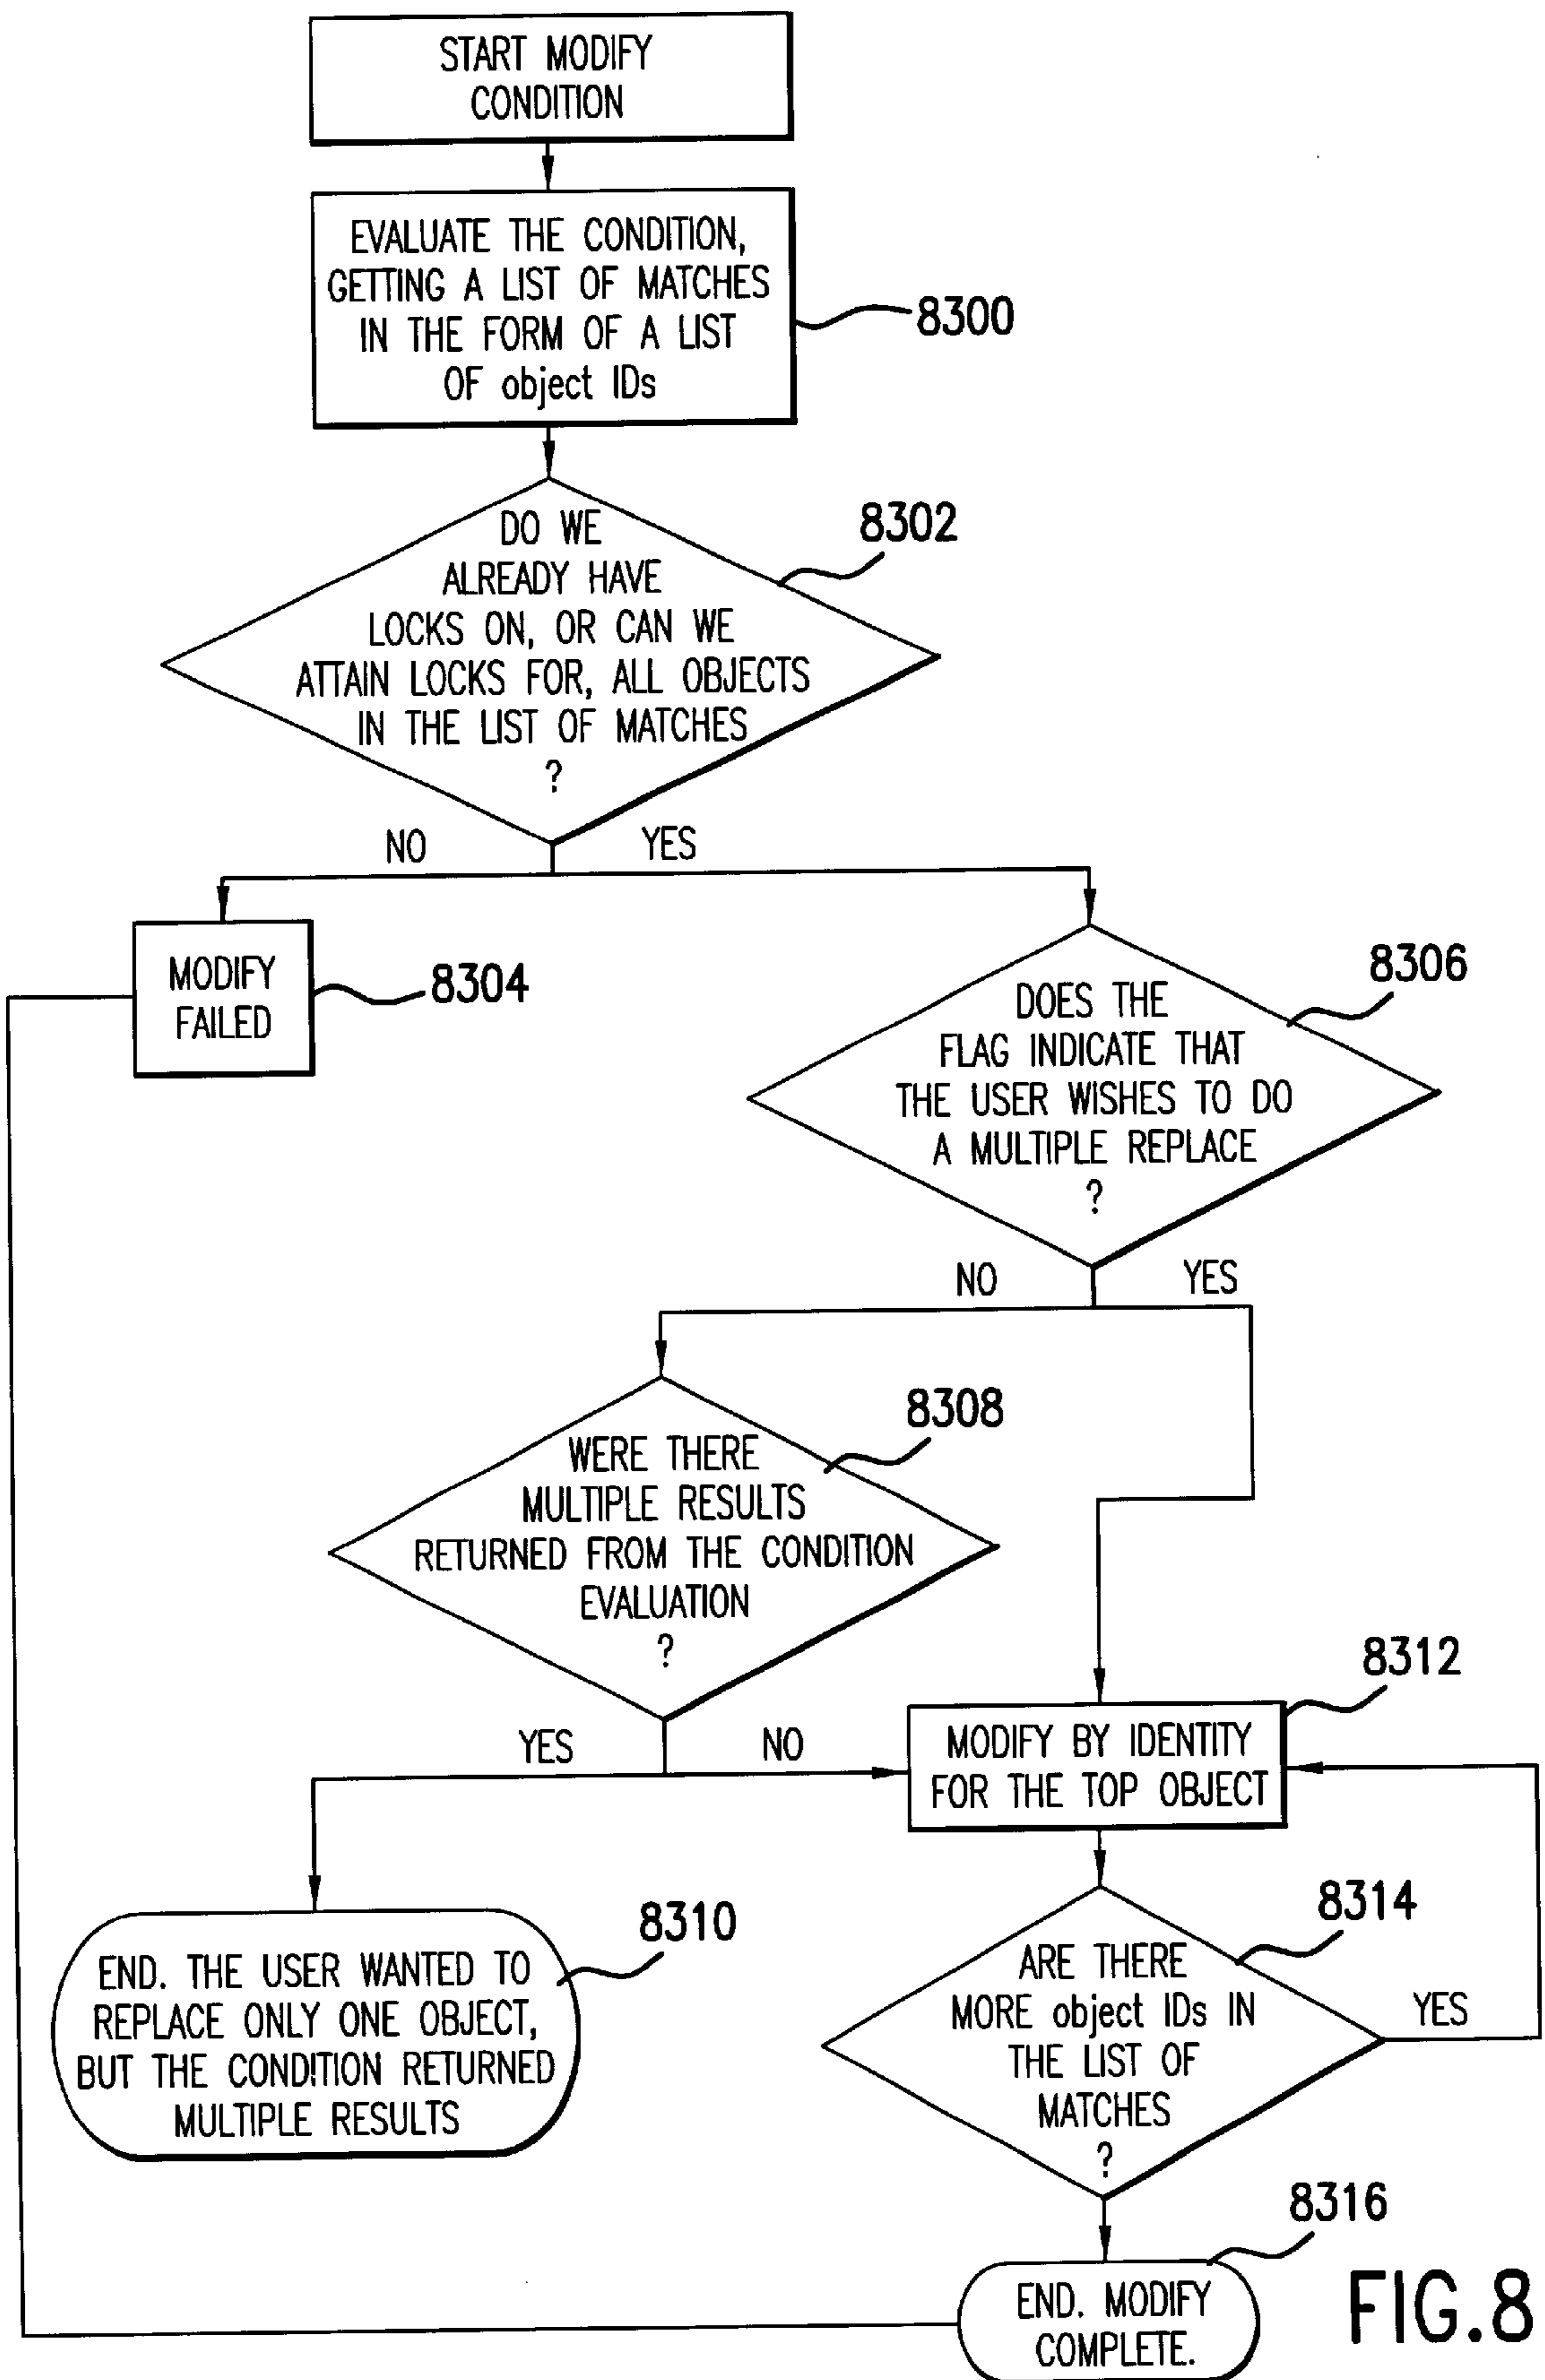 START MODIFY
CONDITION
EVALUATE THE CONDITION,
GETTING A LIST OF MATCHES
IN THE FORM OF A LIST
OF object IDs
8300
DO WE
ALREADY HAVE
LOCKS ON, OR CAN WE
ATTAIN LOCKS FOR, ALL OBJECTS
IN THE LIST OF MATCHES
?
8302
NO
YES
MODIFY
FAILED
8304
DOES THE
FLAG INDICATE THAT
THE USER WISHES TO DO
A MULTIPLE REPLACE
?
8306
NO
YES
WERE THERE
MULTIPLE RESULTS
RETURNED FROM THE CONDITION
EVALUATION
?
8308
YES
NO
MODIFY BY IDENTITY
FOR THE TOP OBJECT
8312
END. THE USER WANTED TO
REPLACE ONLY ONE OBJECT,
BUT THE CONDITION RETURNED
MULTIPLE RESULTS
8310
ARE THERE
MORE object IDs IN
THE LIST OF
MATCHES
?
8314
YES
END. MODIFY
COMPLETE.
8316
FIG.8